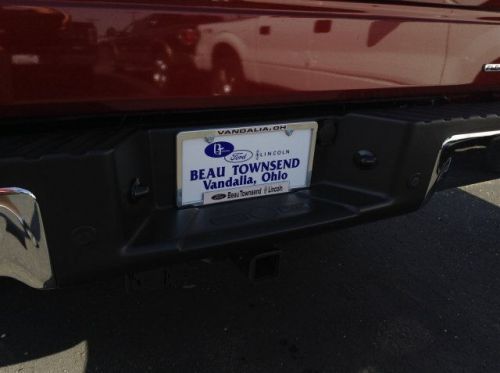 VANDALIA, OH
Ford LINCOLN
BEAU TOWNSEND
Vandalia, Ohio
Ford Beau Townsend Lincoln